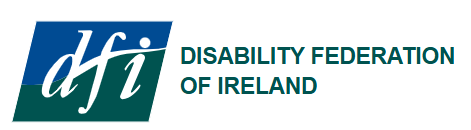 dfi
DISABILITY FEDERATION
OF IRELAND